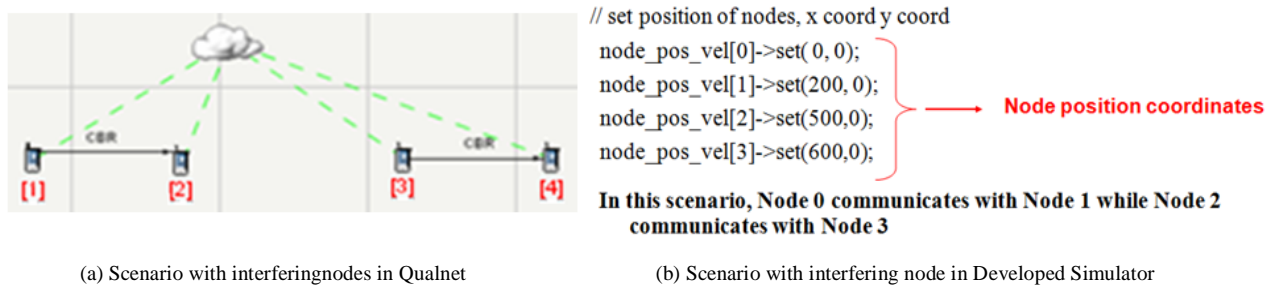 CBR
CBR
[1]
[2]
[3]
[4]
(a) Scenario with interferingnodes in Qualnet
// set position of nodes, x coord y coord
node_pos_vel[0]->set( 0, 0);
node_pos_vel[1]->set(200, 0);
node_pos_vel[2]->set(500,0);
node_pos_vel[3]->set(600,0);
Node position coordinates
In this scenario, Node 0 communicates with Node 1 while Node 2
communicates with Node 3
(b) Scenario with interfering node in Developed Simulator